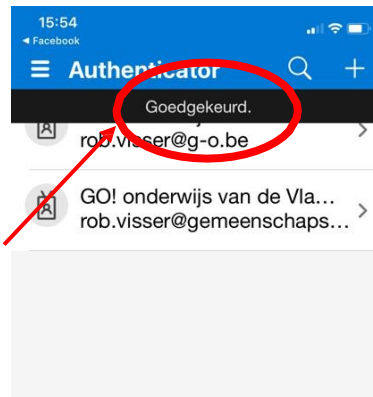 15:54
◀ Facebook
Authenticator
Goedgekeurd.
rob.visser@g-o.be
GO! onderwijs van de Vla...
rob.visser@gemeenschaps...